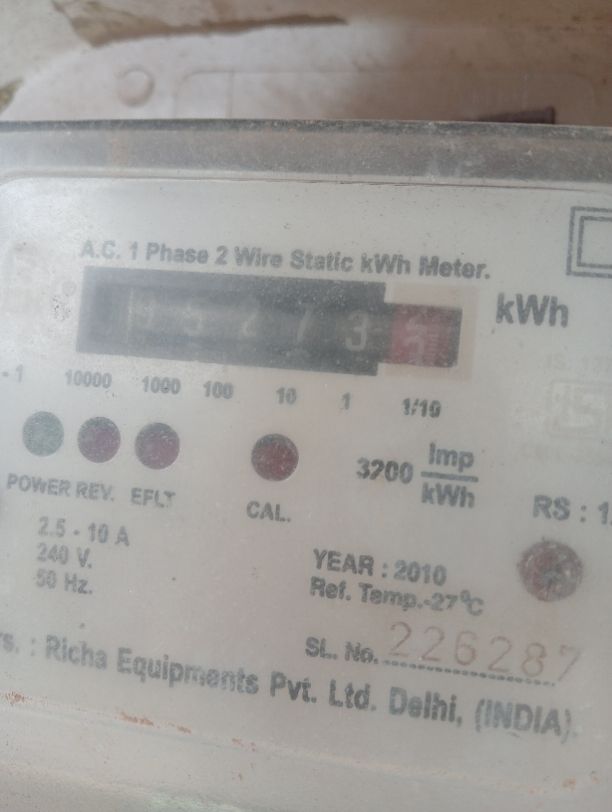 A.C. 1 Phase 2 Wire Static kWh Meter.
3 kWh
10000 1000 100 10 1 1/10
3200 Imp/kWh
POWER REV. EFLT CAL.
RS : 1
2.5 - 10 A
240 V.
50 Hz.
YEAR : 2010
Ref. Temp.-27°C
SL. No. 226287
rs. : Richa Equipments Pvt. Ltd. Delhi, (INDIA).